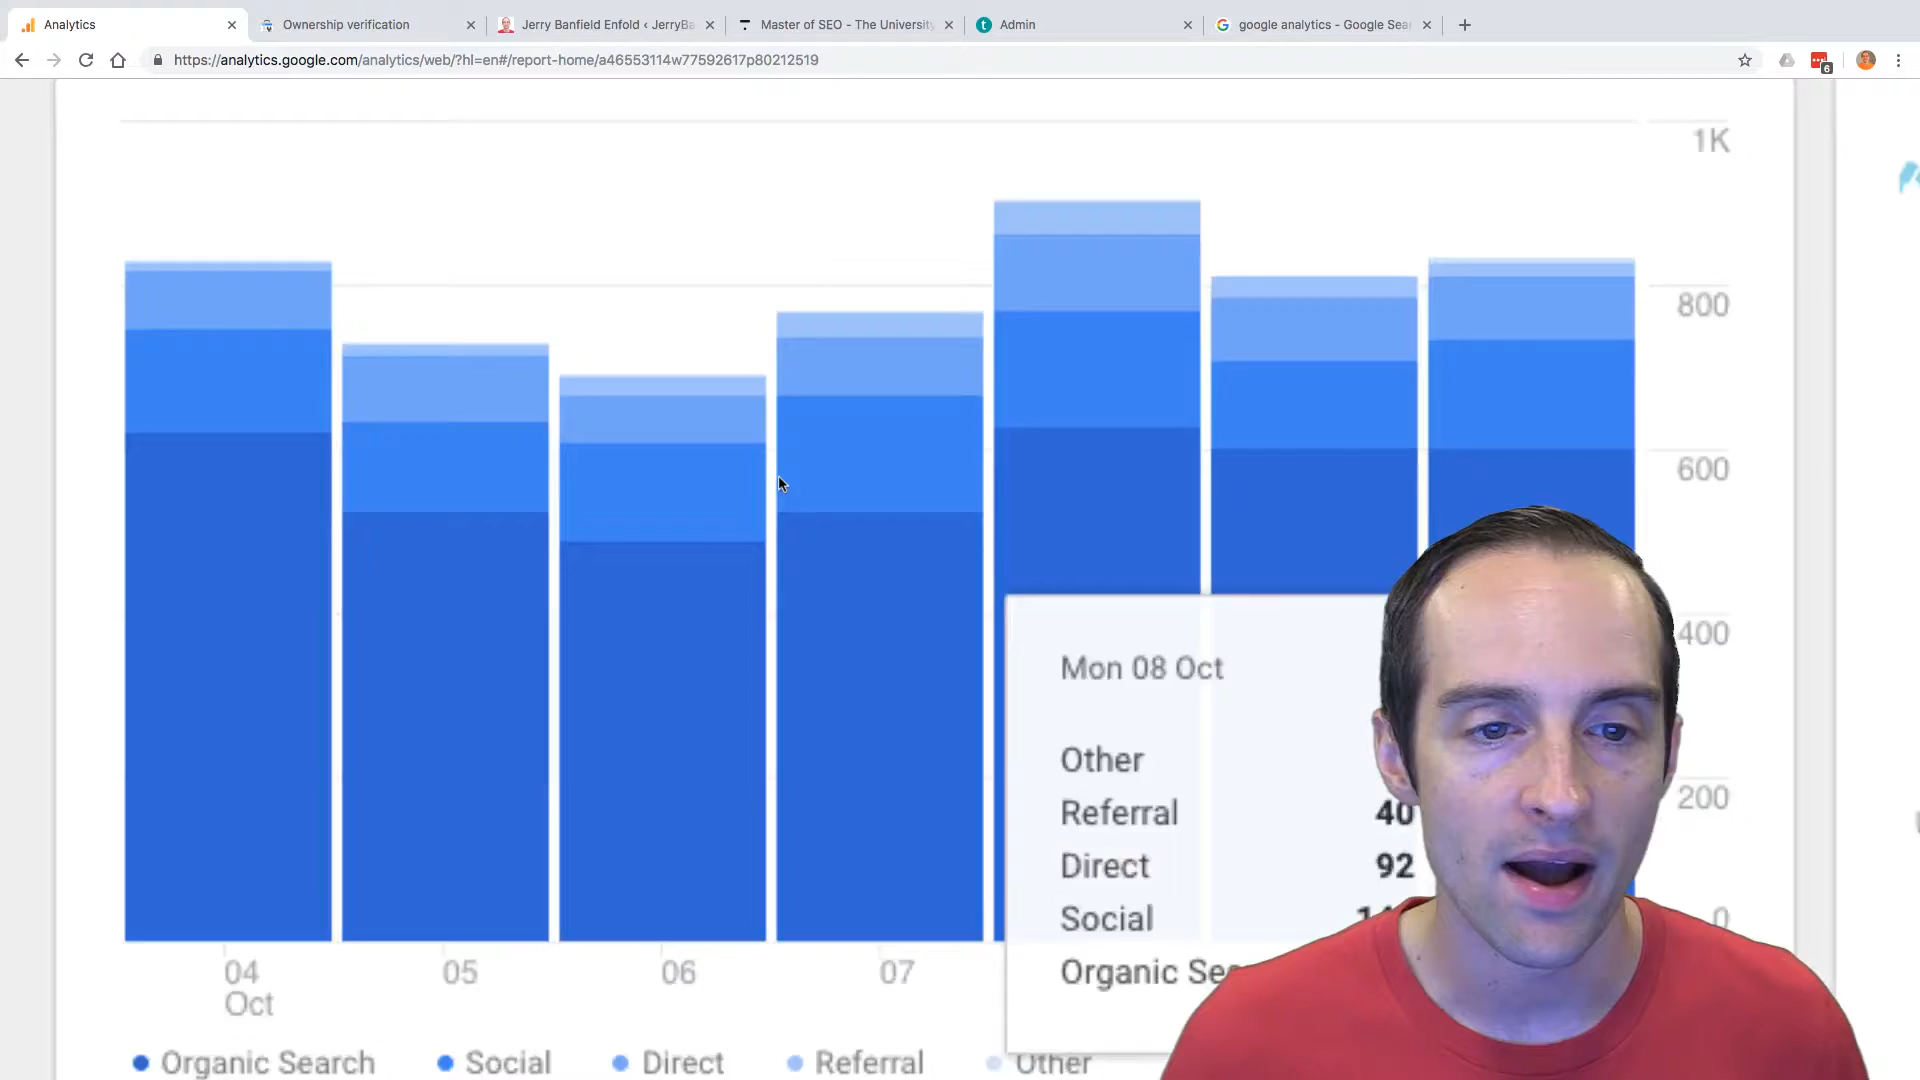 Analytics
Ownership verification
Jerry Banfield Enfold ‹ JerryBa
Master of SEO - The University
Admin
google analytics - Google Sear
https://analytics.google.com/analytics/web/?hl=en#/report-home/a46553114w77592617p80212519
6
1K
800
600
400
200
0
Mon 08 Oct
Other
Referral 40
Direct 92
Social
Organic
04
Oct
05
06
07
Organic Search
Social
Direct
Referral
Other